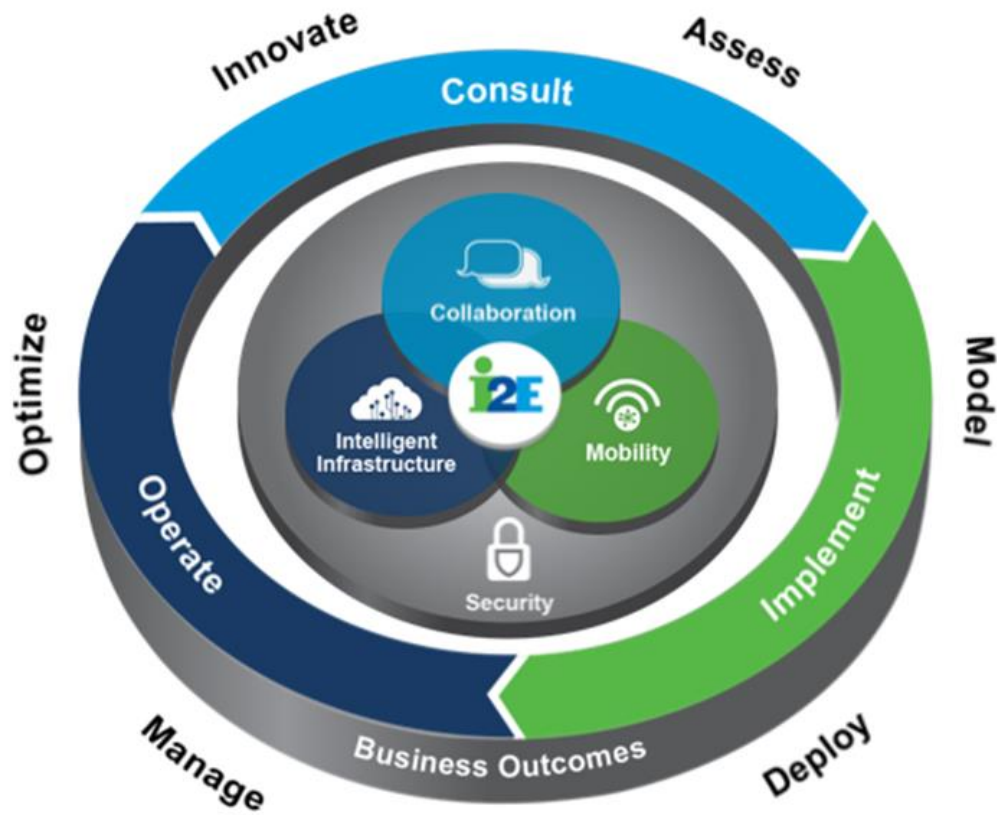 Innovate
Assess
Consult
Collaboration
i2E
Optimize
Model
Intelligent
Infrastructure
Mobility
Operate
Implement
Security
Manage
Business Outcomes
Deploy